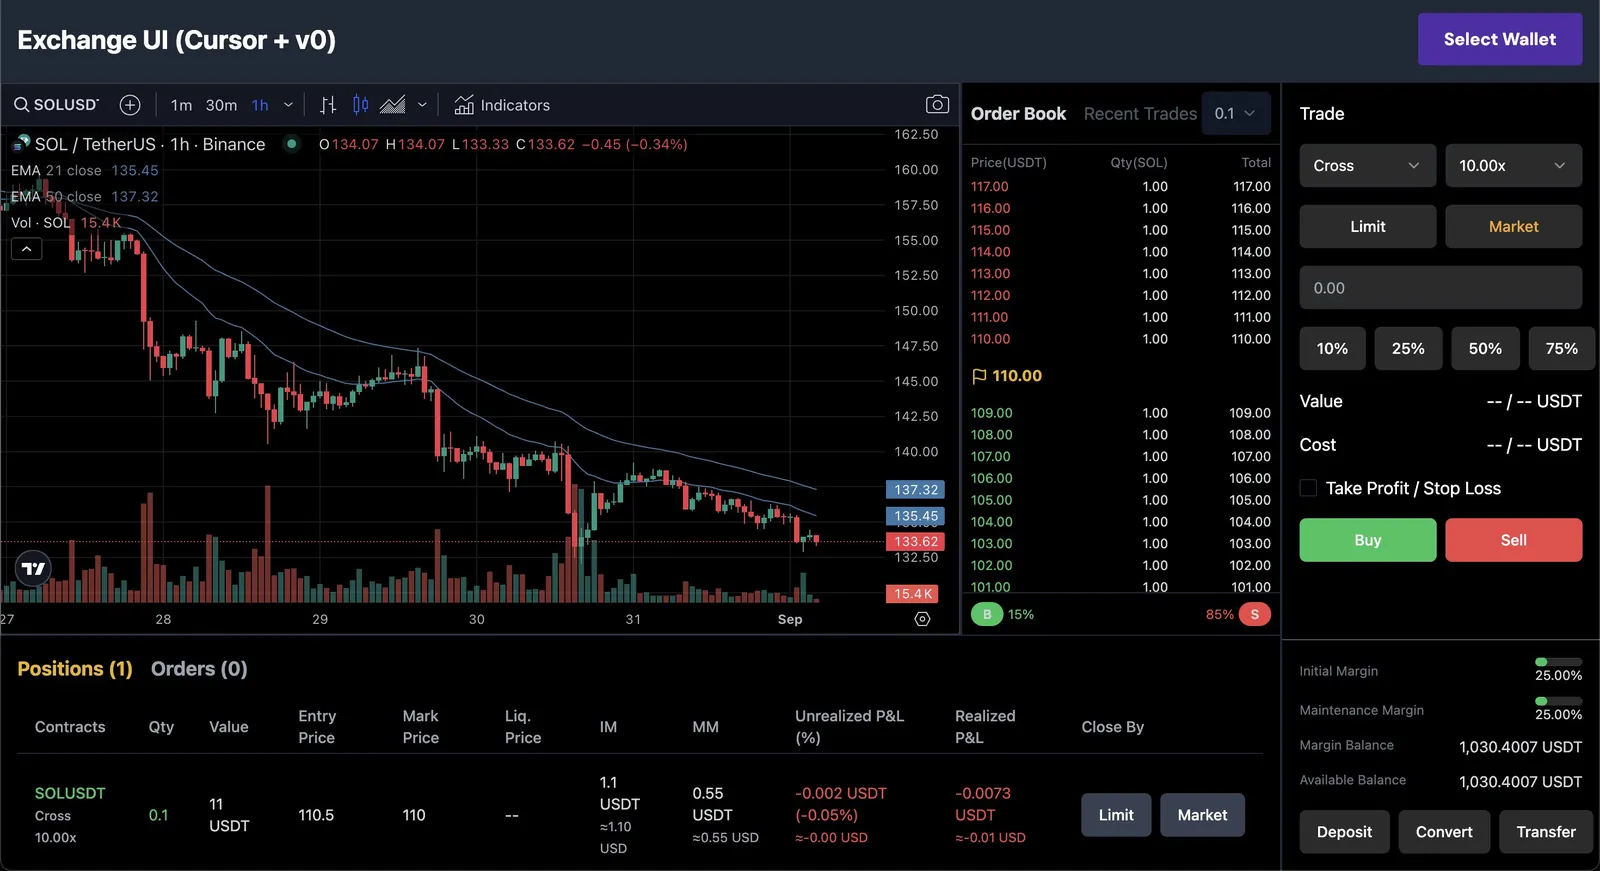 Exchange UI (Cursor + v0)
Select Wallet
SOLUSDT
1m 30m 1h
Indicators
SOL / TetherUS · 1h · Binance O134.07 H134.07 L133.33 C133.62 −0.45 (−0.34%)
EMA 21 close 135.45
EMA 50 close 137.32
Vol · SOL 15.4K
162.50
160.00
157.50
155.00
152.50
150.00
147.50
145.00
142.50
140.00
137.32
135.45
133.62
132.50
15.4K
27 28 29 30 31 Sep
Order Book Recent Trades 0.1
Price(USDT) Qty(SOL) Total
117.00 1.00 117.00
116.00 1.00 116.00
115.00 1.00 115.00
114.00 1.00 114.00
113.00 1.00 113.00
112.00 1.00 112.00
111.00 1.00 111.00
110.00 1.00 110.00
110.00
109.00 1.00 109.00
108.00 1.00 108.00
107.00 1.00 107.00
106.00 1.00 106.00
105.00 1.00 105.00
104.00 1.00 104.00
103.00 1.00 103.00
102.00 1.00 102.00
101.00 1.00 101.00
B 15% 85% S
Trade
Cross 10.00x
Limit Market
0.00
10% 25% 50% 75%
Value -- / -- USDT
Cost -- / -- USDT
Take Profit / Stop Loss
Buy Sell
Positions (1) Orders (0)
Contracts Qty Value Entry Price Mark Price Liq. Price IM MM Unrealized P&L (%) Realized P&L Close By
SOLUSDT
Cross
10.00x
0.1
11
USDT
110.5
110
--
1.1
USDT
≈1.10
USD
0.55
USDT
≈0.55 USD
-0.002 USDT
(-0.05%)
≈-0.00 USD
-0.0073
USDT
≈-0.01 USD
Limit Market
Initial Margin 25.00%
Maintenance Margin 25.00%
Margin Balance 1,030.4007 USDT
Available Balance 1,030.4007 USDT
Deposit Convert Transfer